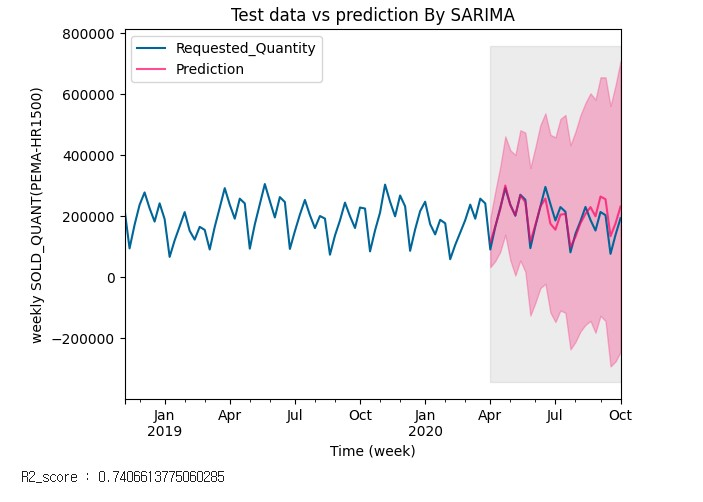 Test data vs prediction By SARIMA
Requested_Quantity
Prediction
800000
600000
400000
200000
0
−200000
weekly SOLD_QUANT(PEMA-HR1500)
Jan
2019
Apr
Jul
Oct
Jan
2020
Apr
Jul
Oct
Time (week)
R2_score : 0.7406613775060285